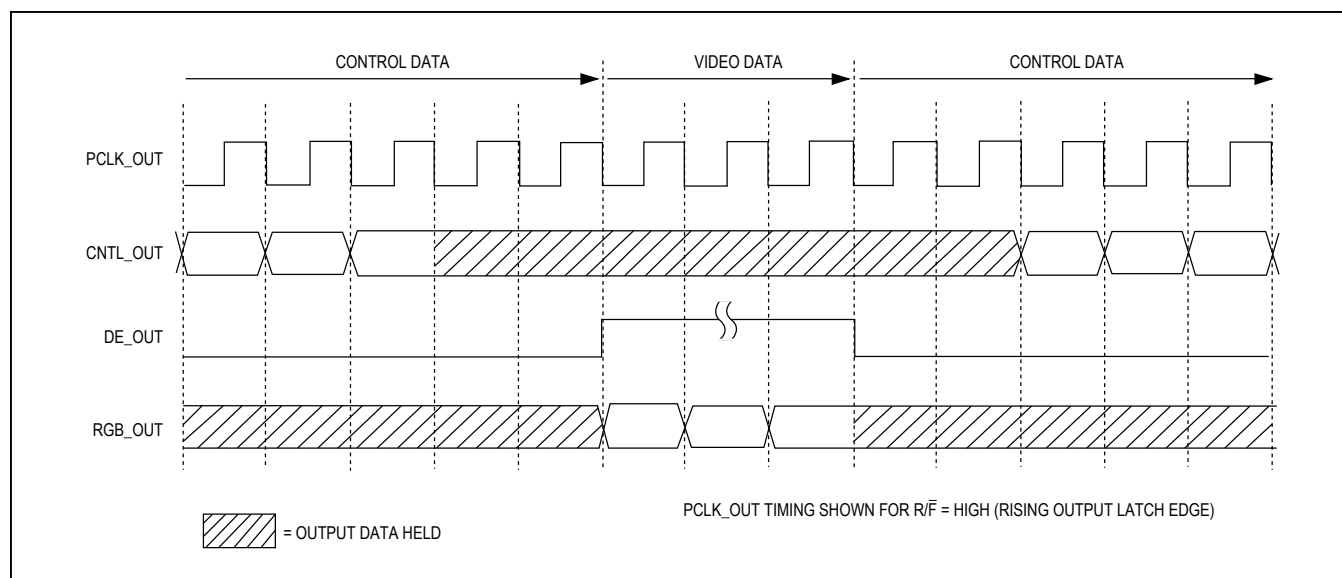 CONTROL DATA VIDEO DATA CONTROL DATA
PCLK_OUT
CNTL_OUT
DE_OUT
RGB_OUT
PCLK_OUT TIMING SHOWN FOR R/F̅ = HIGH (RISING OUTPUT LATCH EDGE)
= OUTPUT DATA HELD